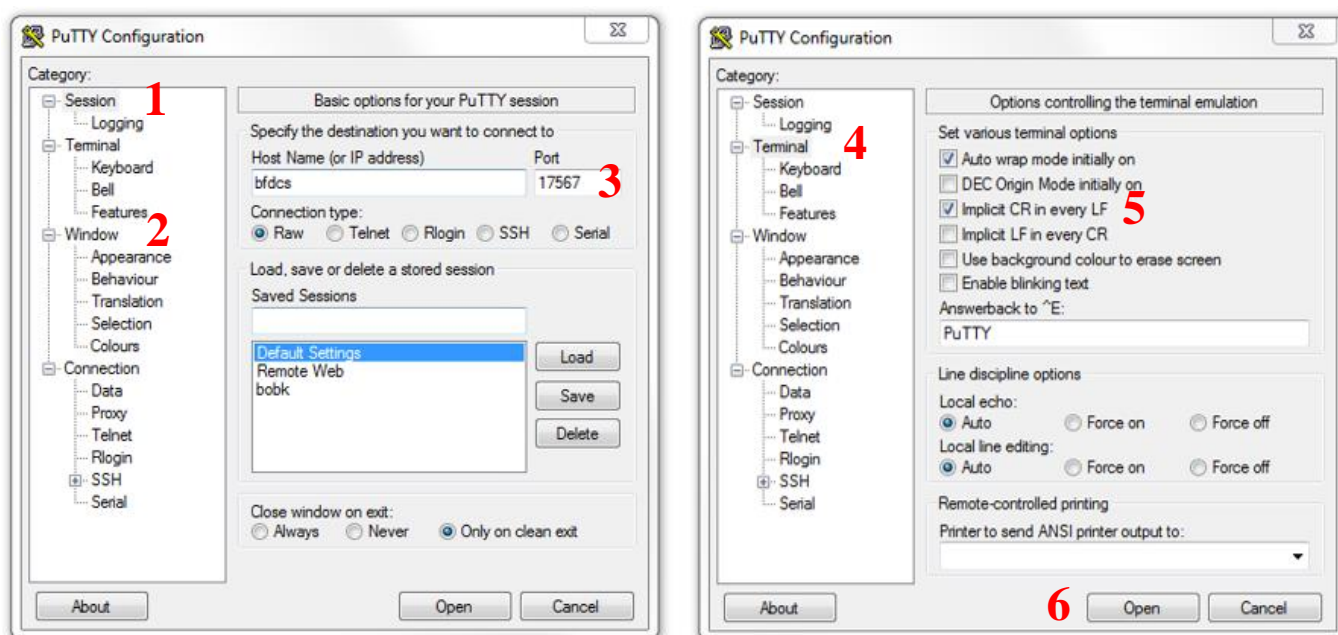 PuTTY Configuration
Category:
Session
Logging
Terminal
Keyboard
Bell
Features
Window
Appearance
Behaviour
Translation
Selection
Colours
Connection
Data
Proxy
Telnet
Rlogin
SSH
Serial
1
2
Basic options for your PuTTY session
Specify the destination you want to connect to
Host Name (or IP address) Port
bfdcs 17567 3
Connection type:
Raw Telnet Rlogin SSH Serial
Load, save or delete a stored session
Saved Sessions
Default Settings
Remote Web
bobk
Load
Save
Delete
Close window on exit:
Always Never Only on clean exit
About Open Cancel
PuTTY Configuration
Category:
Session
Logging
Terminal
Keyboard
Bell
Features
Window
Appearance
Behaviour
Translation
Selection
Colours
Connection
Data
Proxy
Telnet
Rlogin
SSH
Serial
4
Options controlling the terminal emulation
Set various terminal options
Auto wrap mode initially on
DEC Origin Mode initially on
Implicit CR in every LF 5
Implicit LF in every CR
Use background colour to erase screen
Enable blinking text
Answerback to ^E:
PuTTY
Line discipline options
Local echo:
Auto Force on Force off
Local line editing:
Auto Force on Force off
Remote-controlled printing
Printer to send ANSI printer output to:
About 6 Open Cancel